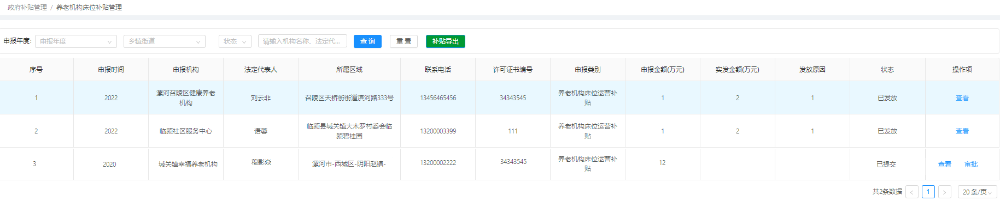 政府补贴管理 / 养老机构床位补贴管理
申报年度: 申报年度 乡镇街道 状态 请输入机构名称、法定代... 查询 重置 补贴导出
序号 申报时间 申报机构 法定代表人 所属区域 联系电话 许可证书编号 申报类别 申报金额(万元) 实发金额(万元) 发放原因 状态 操作项
漯河召陵区健康养老 养老机构床位运营补
1 2022 刘云非 召陵区天桥街街道滨河路333号 13456465456 34343545 1 2 1 已发放 查看
机构 贴
临颍县城关镇大木罗村委会临 养老机构床位运营补
2 2022 临颍社区服务中心 语蓉 13200003399 111 1 2 1 已发放 查看
颍碧桂园 贴
养老机构床位运营补
3 2020 城关镇幸福养老机构 穆影焱 漯河市-西城区-阴阳赵镇- 13200002222 34343545 12 已提交 查看 审批
贴
共2条数据 < 1 > 20 条/页